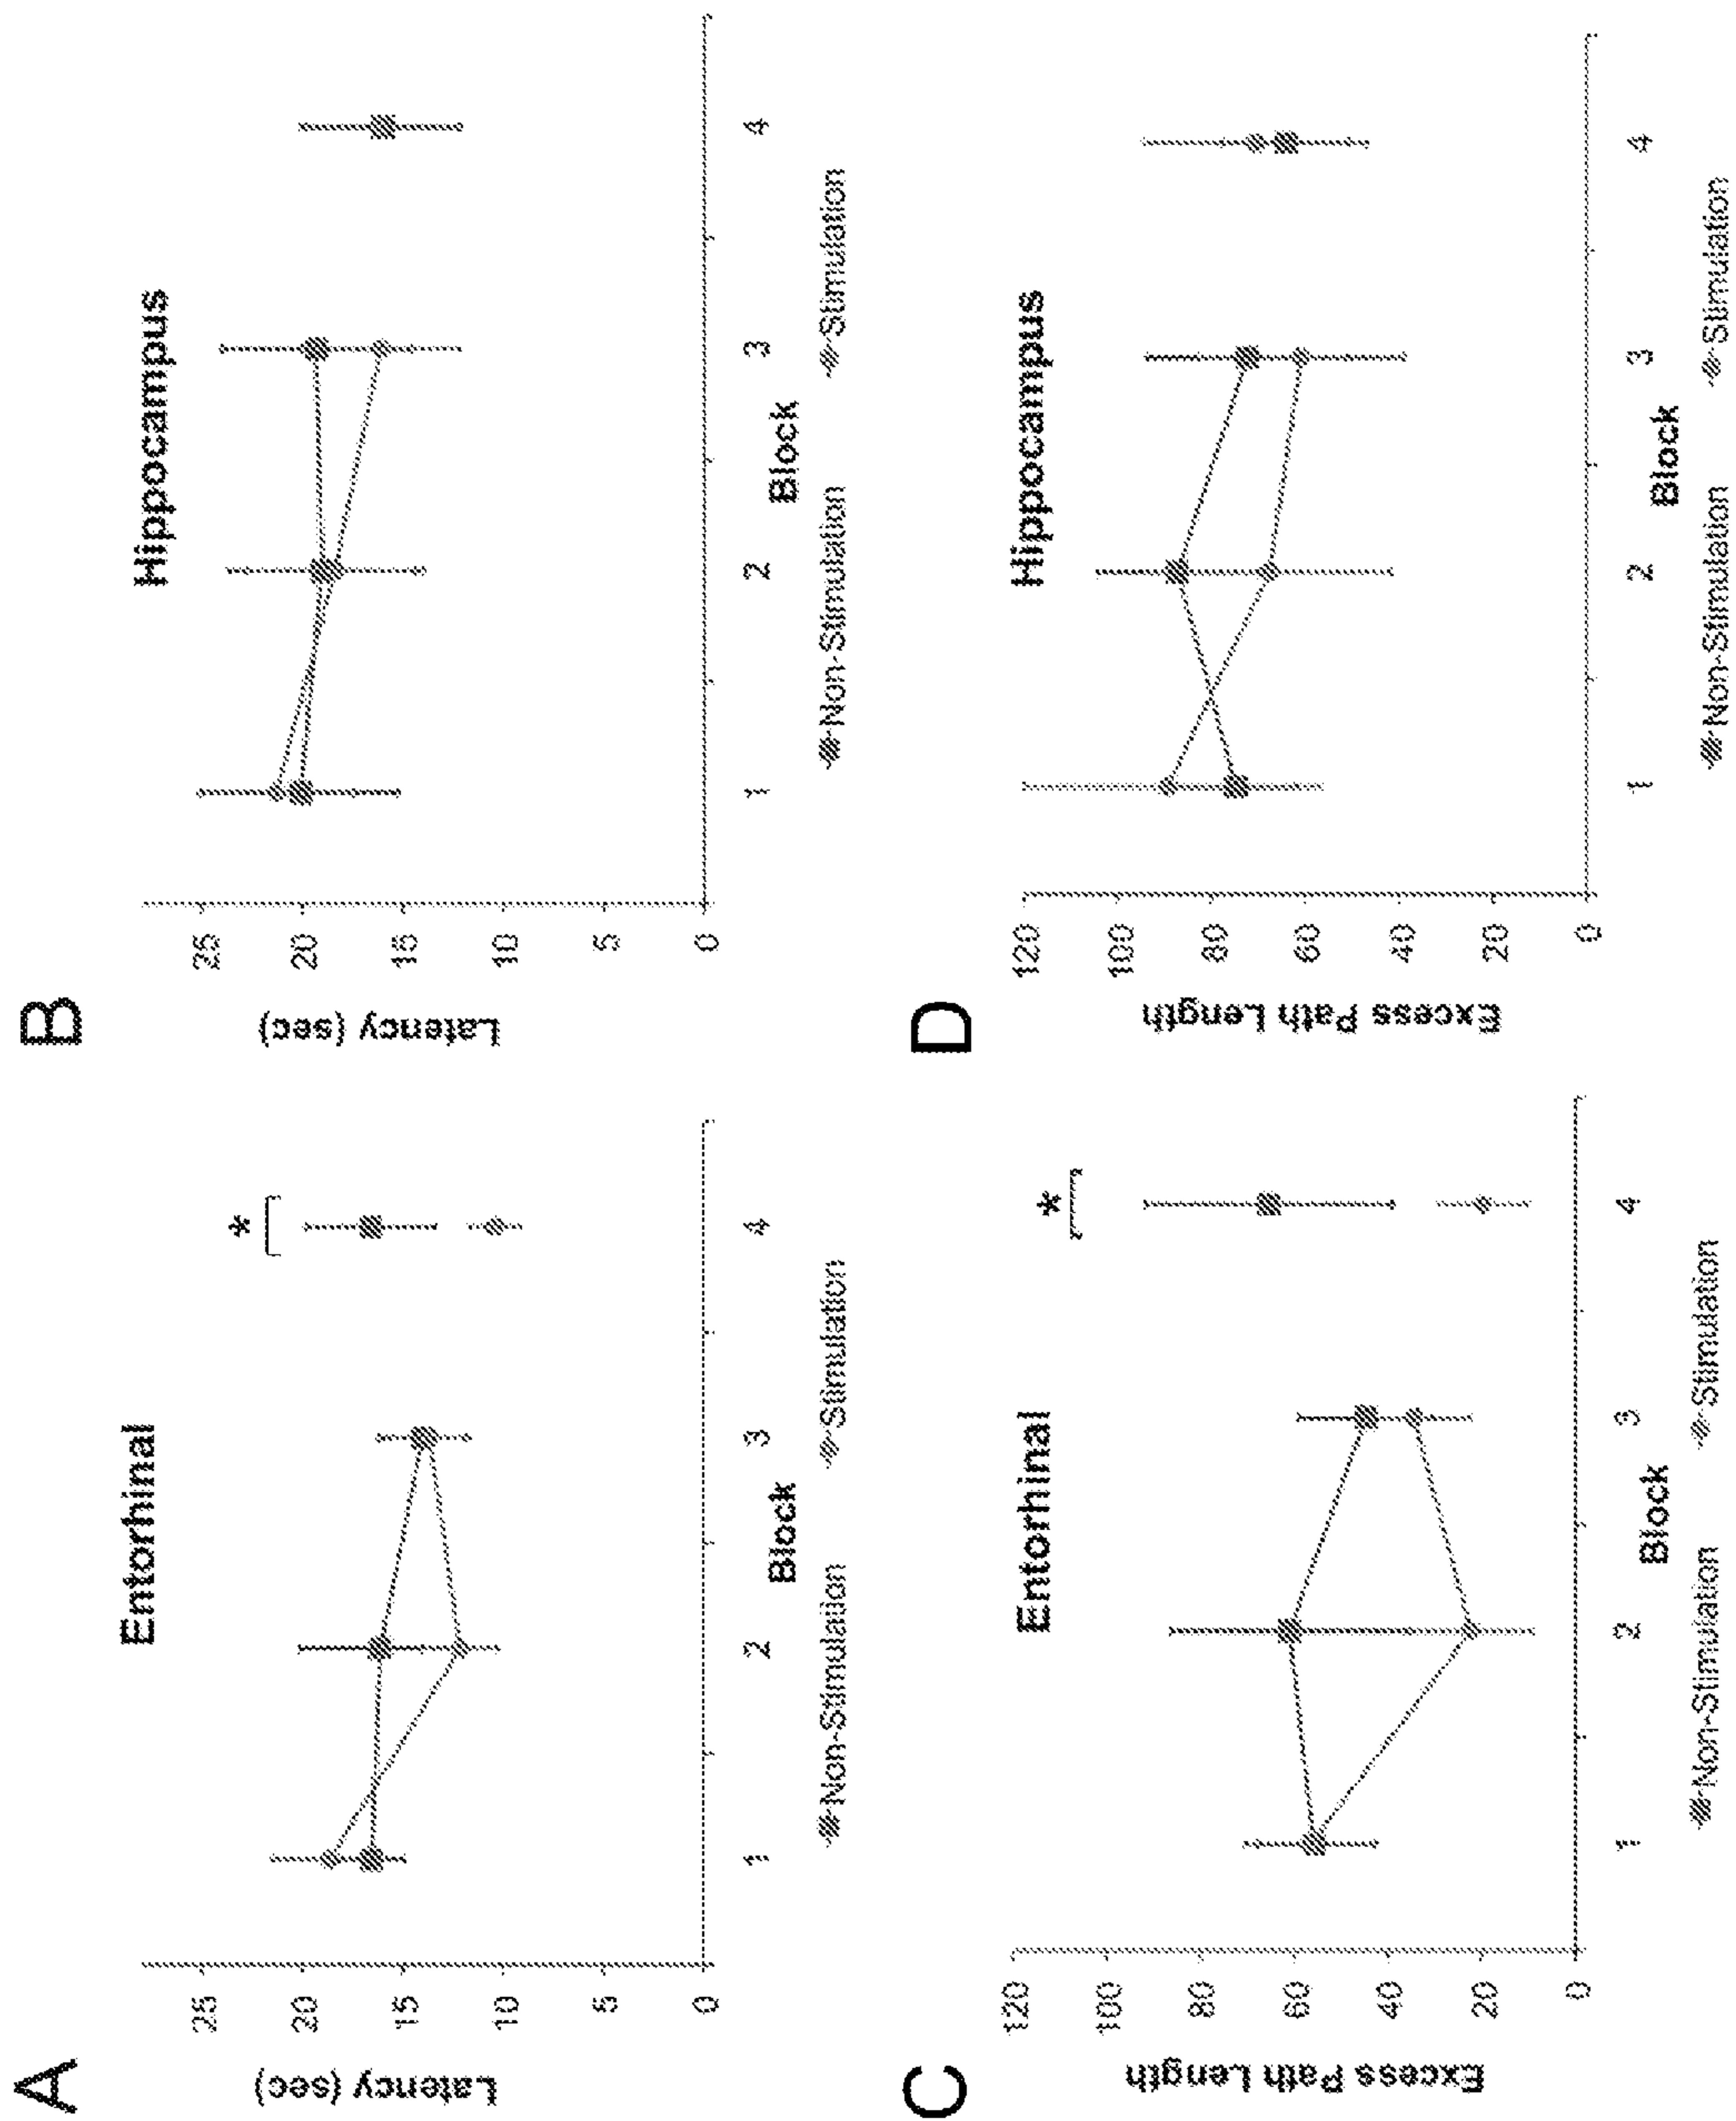 A
Entorhinal
*
Latency (sec)
25
20
15
10
5
0
1
2
3
4
Block
Non-Stimulation
Stimulation
B
Hippocampus
Latency (sec)
25
20
15
10
5
0
1
2
3
4
Block
Non-Stimulation
Stimulation
C
Entorhinal
*
Excess Path Length
120
100
80
60
40
20
0
1
2
3
4
Block
Non-Stimulation
Stimulation
D
Hippocampus
Excess Path Length
120
100
80
60
40
20
0
1
2
3
4
Block
Non-Stimulation
Stimulation